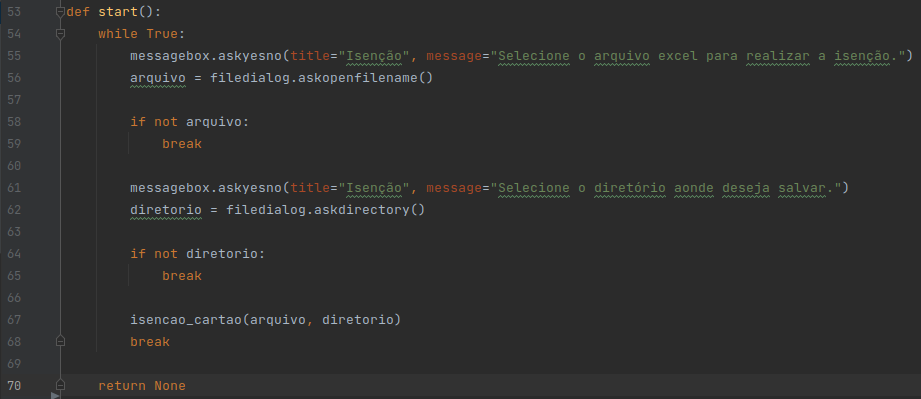 53 def start():
54     while True:
55         messagebox.askyesno(title="Isenção", message="Selecione o arquivo excel para realizar a isenção.")
56         arquivo = filedialog.askopenfilename()
57
58         if not arquivo:
59             break
60
61         messagebox.askyesno(title="Isenção", message="Selecione o diretório aonde deseja salvar.")
62         diretorio = filedialog.askdirectory()
63
64         if not diretorio:
65             break
66
67         isencao_cartao(arquivo, diretorio)
68         break
69
70     return None